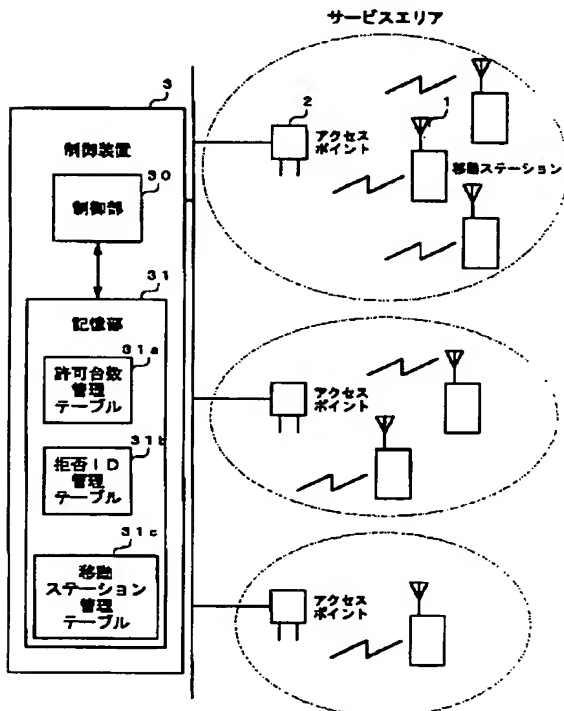 サービスエリア
3
制御装置
30
制御部
31
記憶部
31a
許可台数
管理
テーブル
31b
拒否ID
管理
テーブル
31c
移動
ステーション
管理
テーブル
2
アクセス
ポイント
1
移動ステーション
アクセス
ポイント
アクセス
ポイント